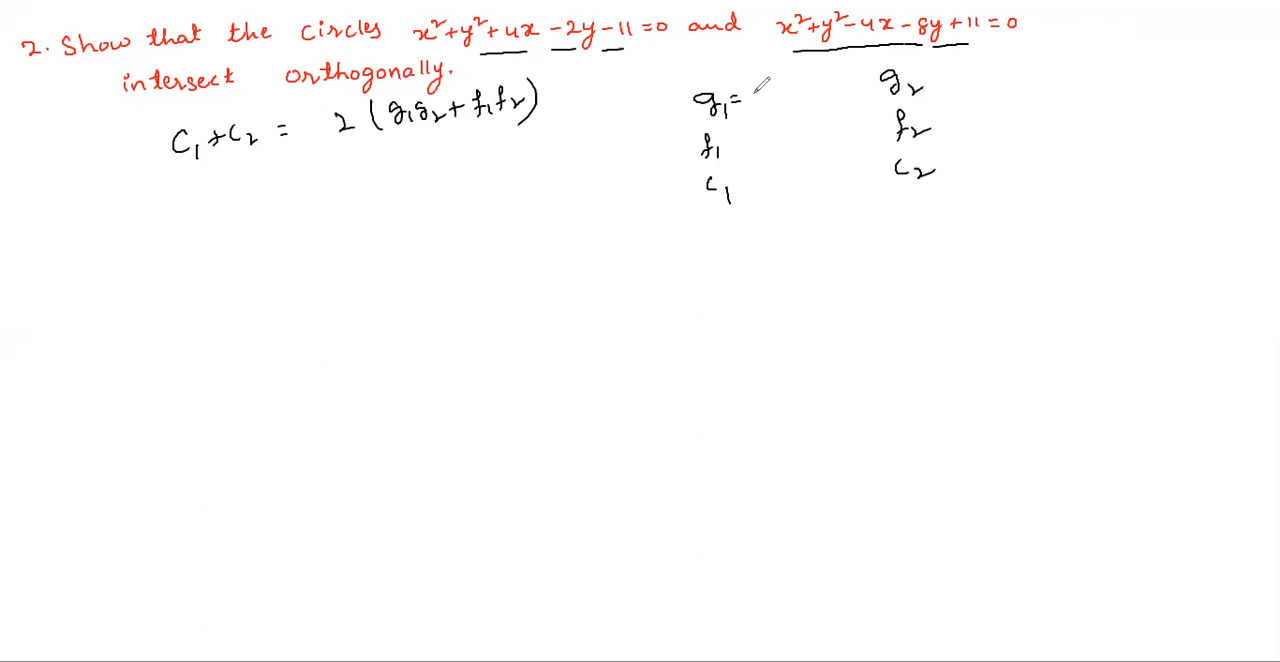 2. Show that the circles x²+y²+4x-2y-11=0 and x²+y²-4x-8y+11=0
intersect orthogonally.
C₁+C₂ = 2(g₁g₂+f₁f₂)
g₁= g₂
f₁ f₂
c₁ c₂